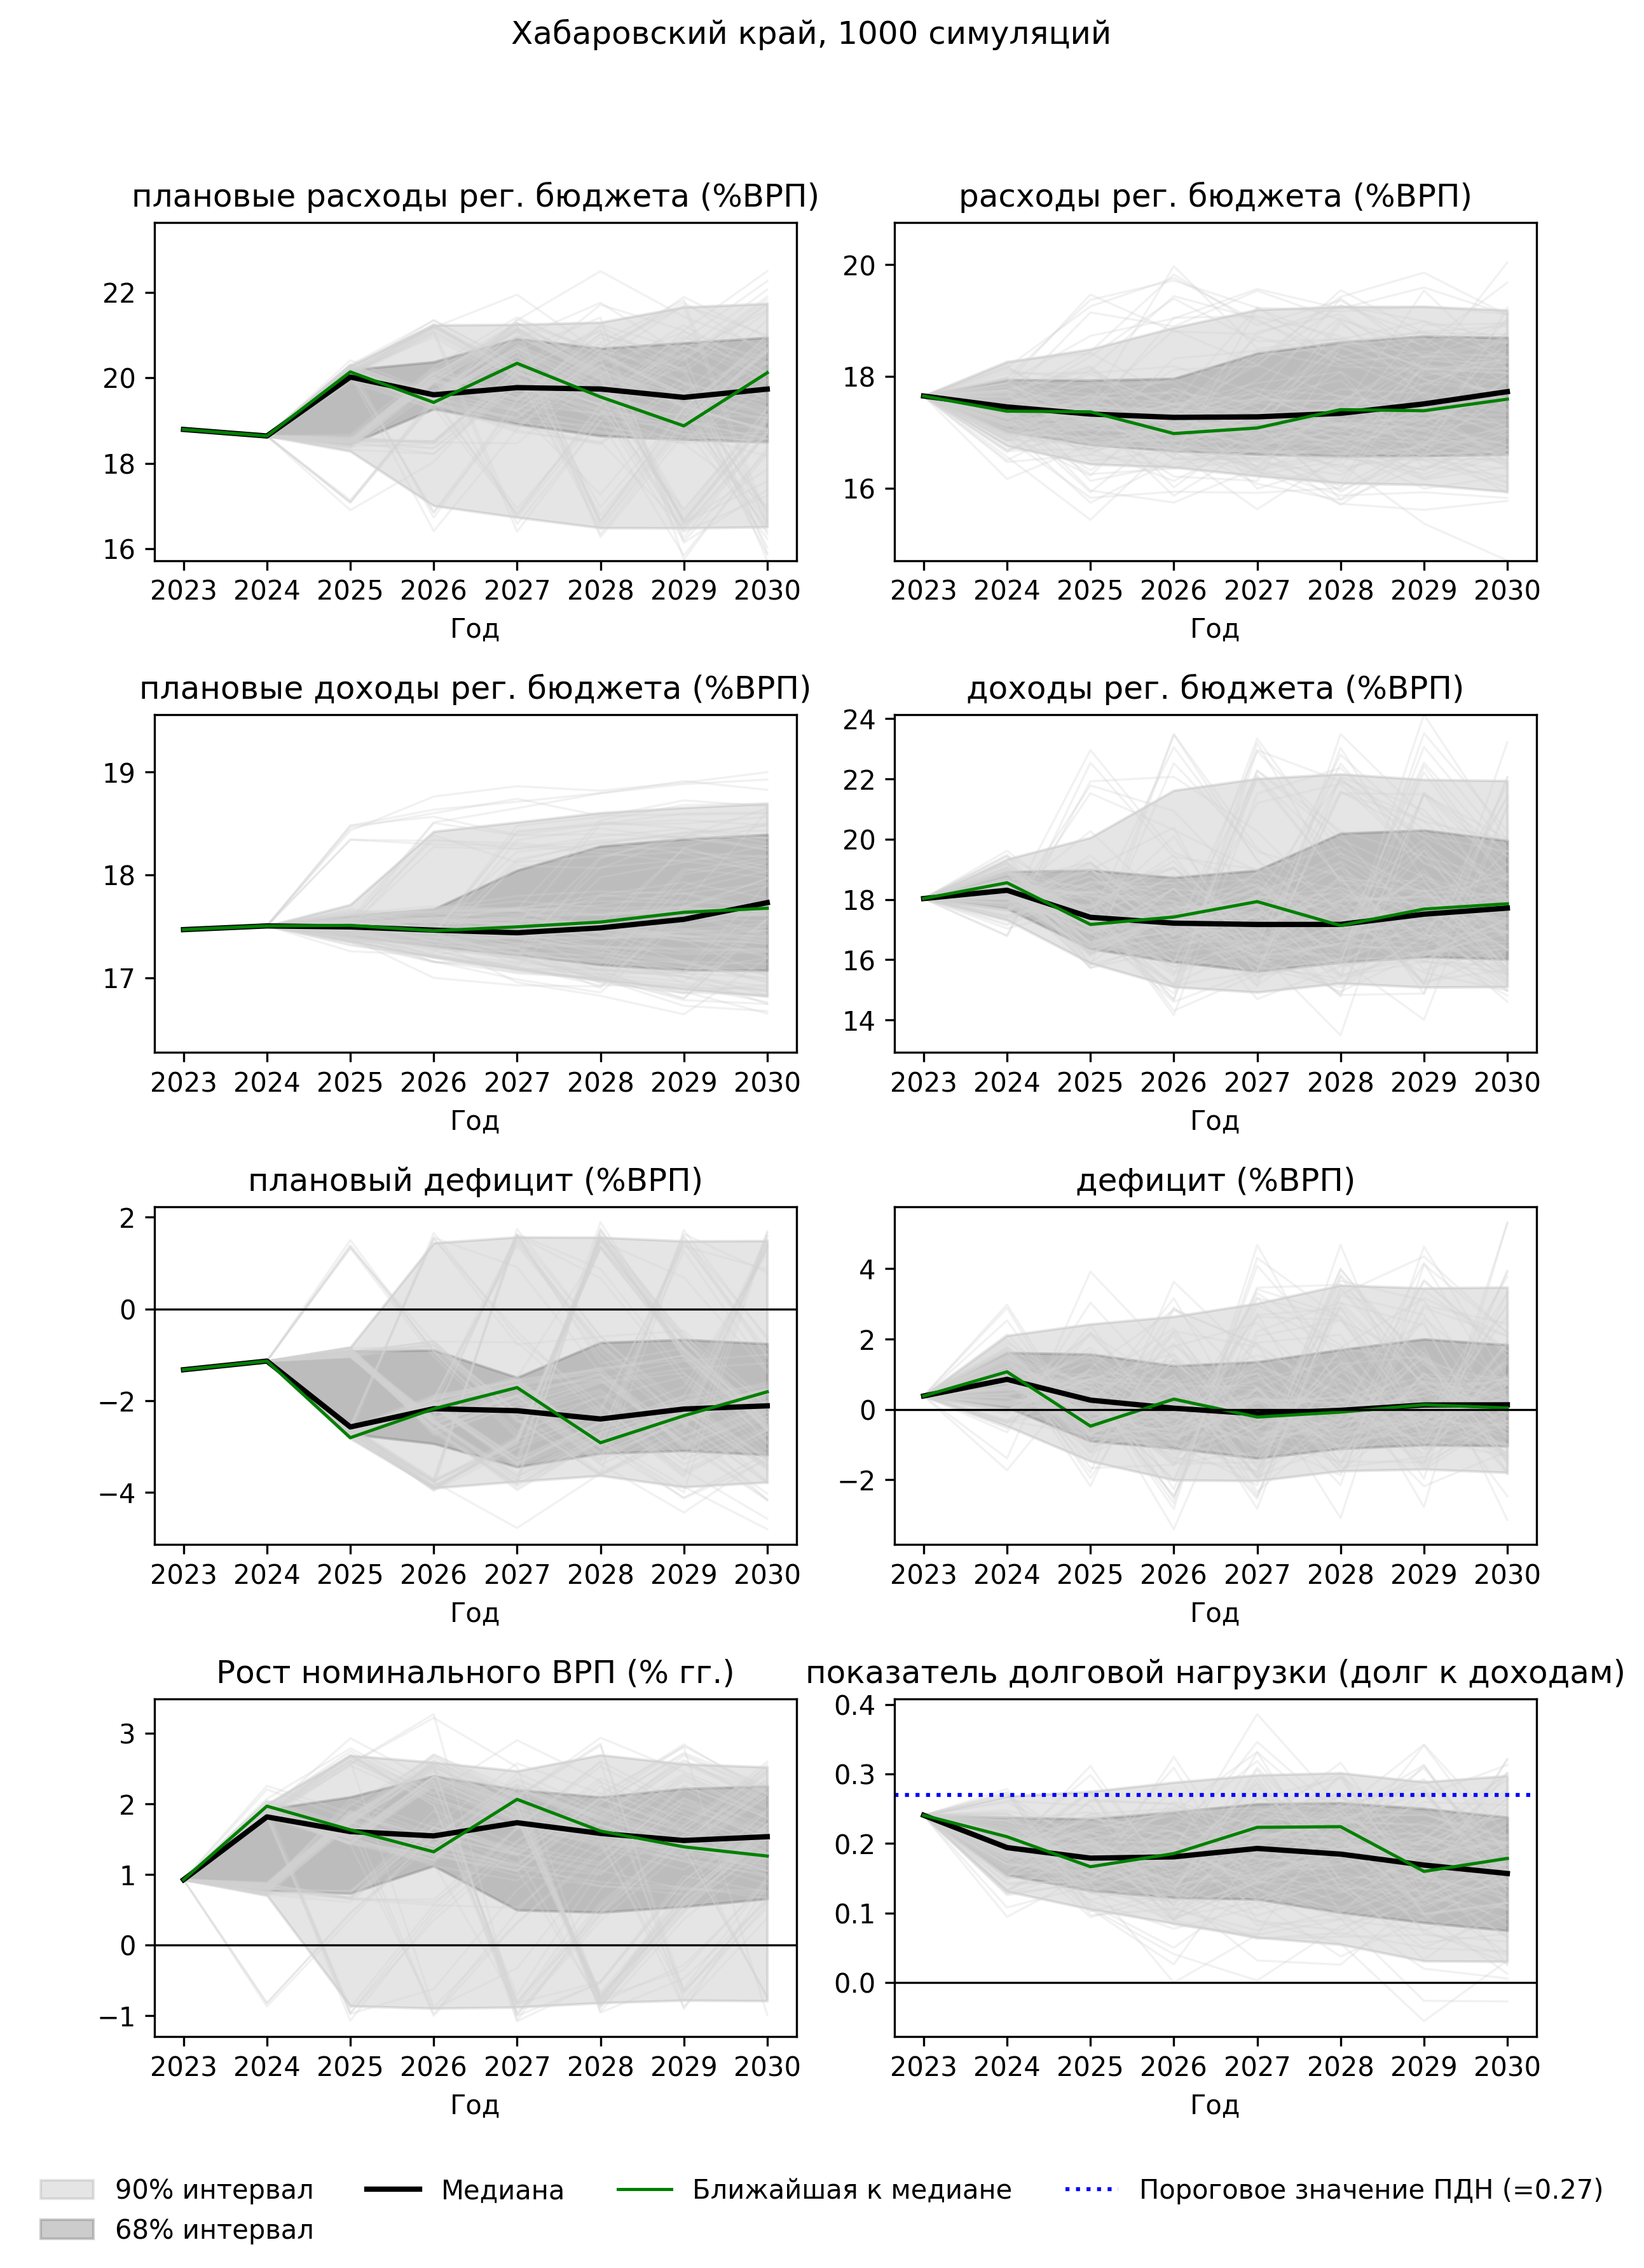 Хабаровский край, 1000 симуляций
плановые расходы рег. бюджета (%ВРП)
22
20
18
16
2023 2024 2025 2026 2027 2028 2029 2030
Год
расходы рег. бюджета (%ВРП)
20
18
16
2023 2024 2025 2026 2027 2028 2029 2030
Год
плановые доходы рег. бюджета (%ВРП)
19
18
17
2023 2024 2025 2026 2027 2028 2029 2030
Год
доходы рег. бюджета (%ВРП)
24
22
20
18
16
14
2023 2024 2025 2026 2027 2028 2029 2030
Год
плановый дефицит (%ВРП)
2
0
−2
−4
2023 2024 2025 2026 2027 2028 2029 2030
Год
дефицит (%ВРП)
4
2
0
−2
2023 2024 2025 2026 2027 2028 2029 2030
Год
Рост номинального ВРП (% гг.)
3
2
1
0
−1
2023 2024 2025 2026 2027 2028 2029 2030
Год
показатель долговой нагрузки (долг к доходам)
0.4
0.3
0.2
0.1
0.0
2023 2024 2025 2026 2027 2028 2029 2030
Год
90% интервал
68% интервал
Медиана
Ближайшая к медиане
Пороговое значение ПДН (=0.27)